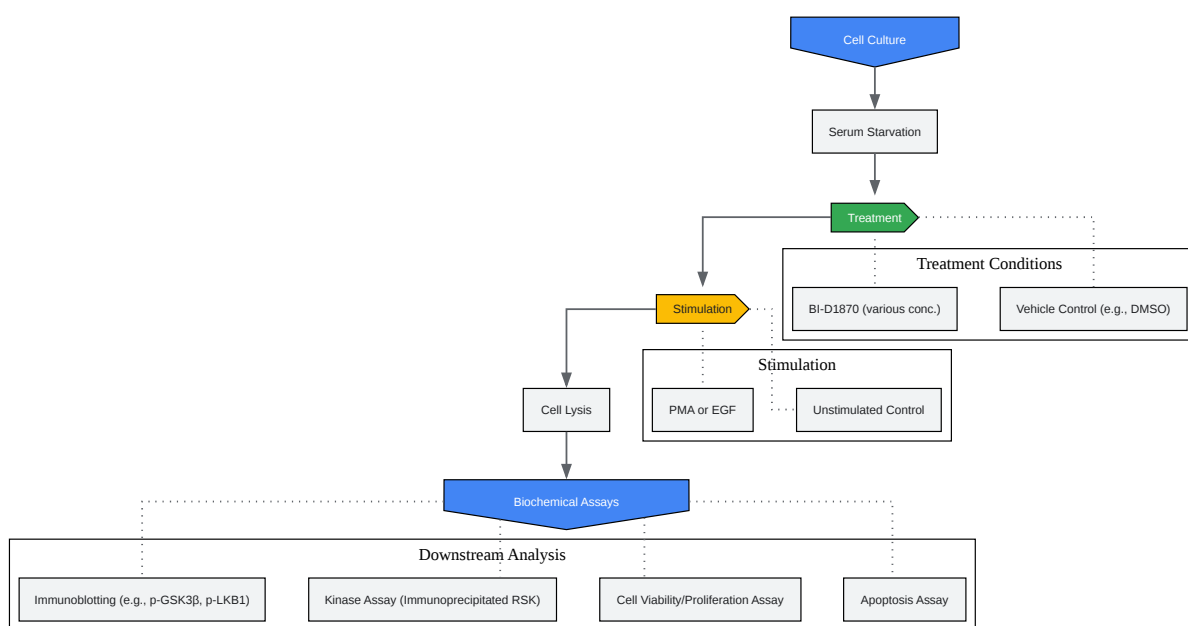 Cell Culture
Serum Starvation
Treatment
Treatment Conditions
BI-D1870 (various conc.)
Vehicle Control (e.g., DMSO)
Stimulation
Stimulation
PMA or EGF
Unstimulated Control
Cell Lysis
Biochemical Assays
Downstream Analysis
Immunoblotting (e.g., p-GSK3β, p-LKB1)
Kinase Assay (Immunoprecipitated RSK)
Cell Viability/Proliferation Assay
Apoptosis Assay